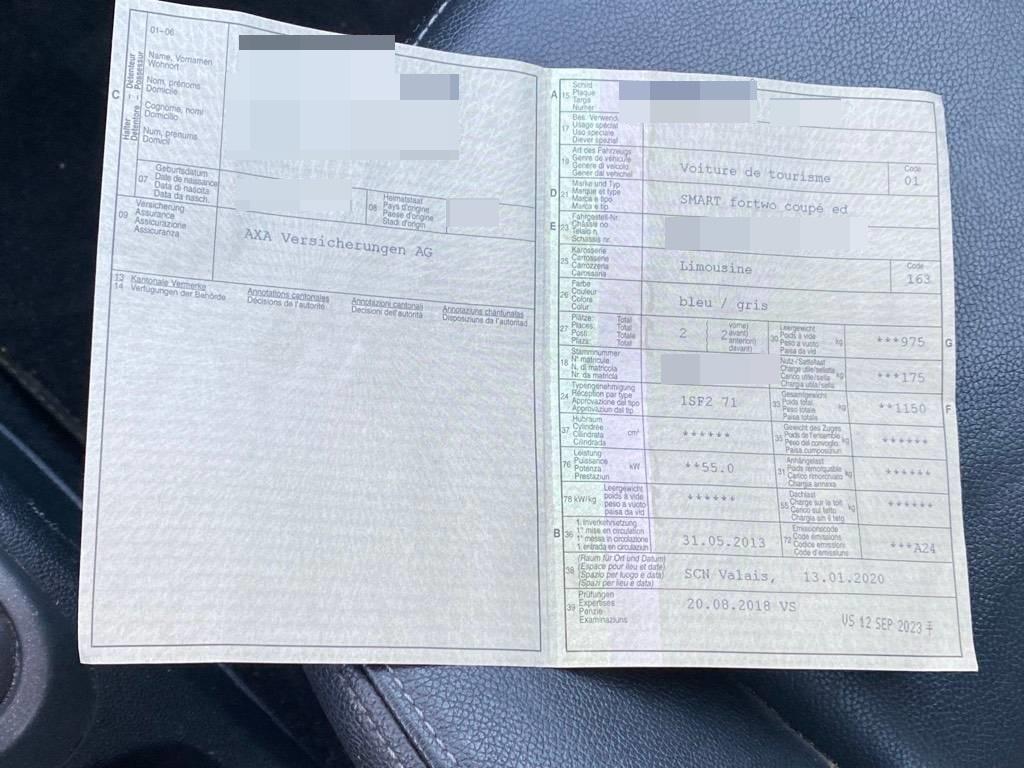 C
01-06
Halter - Détenteur
Detentore - Possessur
Name, Vornamen
Wohnort
Nom, prénoms
Domicile
Cognome, nomi
Domicilio
Num, prenums
Domicil
07
Geburtsdatum
Date de naissance
Data di nascita
Data da nasch.
08
Heimatstaat
Pays d'origine
Paese d'origine
Stadi d'origin
09
Versicherung
Assurance
Assicurazione
Assicuranza
AXA Versicherungen AG
13 Kantonale Vermerke
14 Verfügungen der Behörde
Annotations cantonales
Décisions de l'autorité
Annotazioni cantonali
Decisioni dell'autorità
Annotaziuns chantunalas
Disposiziuns da l'autoritad
A 15
Schild
Plaque
Targa
Numer
17
Bes. Verwend.
Usage spécial
Uso speciale
Diever spezial
19
Art des Fahrzeugs
Genre de véhicule
Genere di veicolo
Gener dal vehichel
Voiture de tourisme
Code
01
D 21
Marke und Typ
Marque et type
Marca e tipo
Marca e tip
SMART fortwo coupé ed
E 23
Fahrgestell-Nr.
Châssis no
Telaio n.
Schassis nr.
25
Karosserie
Carrosserie
Carrozzeria
Carossaria
Limousine
Code
163
26
Farbe
Couleur
Colore
Colur
bleu / gris
27
Plätze: Total
Places: Total
Posti: Totale
Plazs: Total
2
2
vorne)
avant)
anteriori)
davant)
30
Leergewicht
Poids à vide
Peso a vuoto
Paisa da vid
kg
***975
G
18
Stammnummer
N° matricule
N. di matricola
Nr. da matricla
Nutz-/Sattellast
Charge utile/sellette
Carico utile/sella
Chargia utila/sella
kg
***175
24
Typengenehmigung
Réception par type
Approvazione del tipo
Approvaziun dal tip
1SF2 71
33
Gesamtgewicht
Poids total
Peso totale
Paisa totala
kg
**1150
F
37
Hubraum
Cylindrée
Cilindrata
Cilindrada
cm³
******
35
Gewicht des Zuges
Poids de l'ensemble
Peso del convoglio
Paisa cumposiziun
kg
******
76
Leistung
Puissance
Potenza
Prestaziun
kW
**55.0
31
Anhängelast
Poids remorquable
Carico rimorchiato
Chargia annexa
kg
******
78 kW/kg
Leergewicht
poids à vide
peso a vuoto
paisa da vid
******
55
Dachlast
Charge sur le toit
Carico sul tetto
Chargia sin il tetg
kg
******
B 36
1. Inverkehrsetzung
1re mise en circulation
1a messa in circolazione
1. entrada en circulaziun
31.05.2013
72
Emissionscode
Code émissions
Codice emissioni
Code d'emissiuns
***A24
38
(Raum für Ort und Datum)
(Espace pour lieu et date)
(Spazio per luogo e data)
(Spazi per lieu e data)
SCN Valais, 13.01.2020
39
Prüfungen
Expertises
Perizie
Examinaziuns
20.08.2018 VS
VS 12 SEP 2023